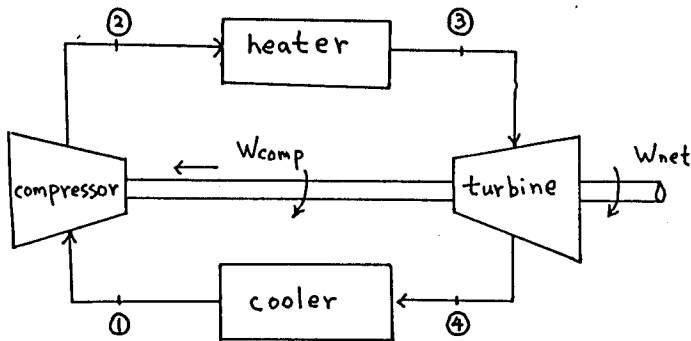 ②
③
heater
Wcomp
Wnet
compressor
turbine
cooler
①
④